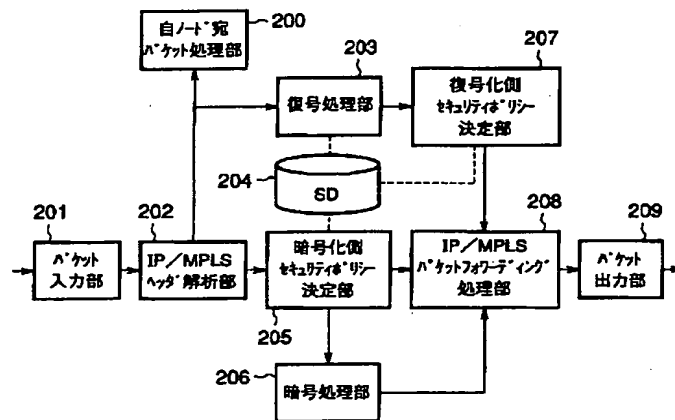 自ノード宛
パケット処理部
200
203
復号処理部
207
復号化側
セキュリティポリシー
決定部
204
SD
201
パケット
入力部
202
IP/MPLS
ヘッダ解析部
暗号化側
セキュリティポリシー
決定部
205
208
IP/MPLS
パケットフォワーディング
処理部
209
パケット
出力部
206
暗号処理部